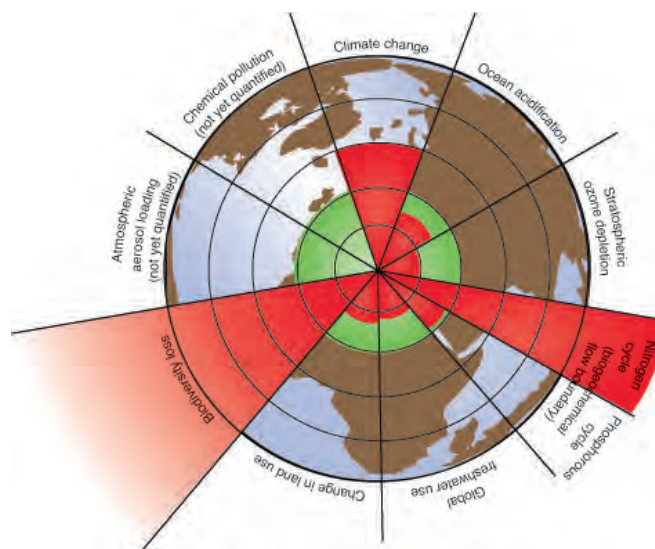 Climate change
Ocean acidification
Stratospheric
ozone depletion
Nitrogen
cycle
(biogeochemical
flow boundary)
Phosphorous
cycle
Global
freshwater use
Change in land use
Biodiversity loss
Atmospheric
aerosol loading
(not yet quantified)
Chemical pollution
(not yet quantified)